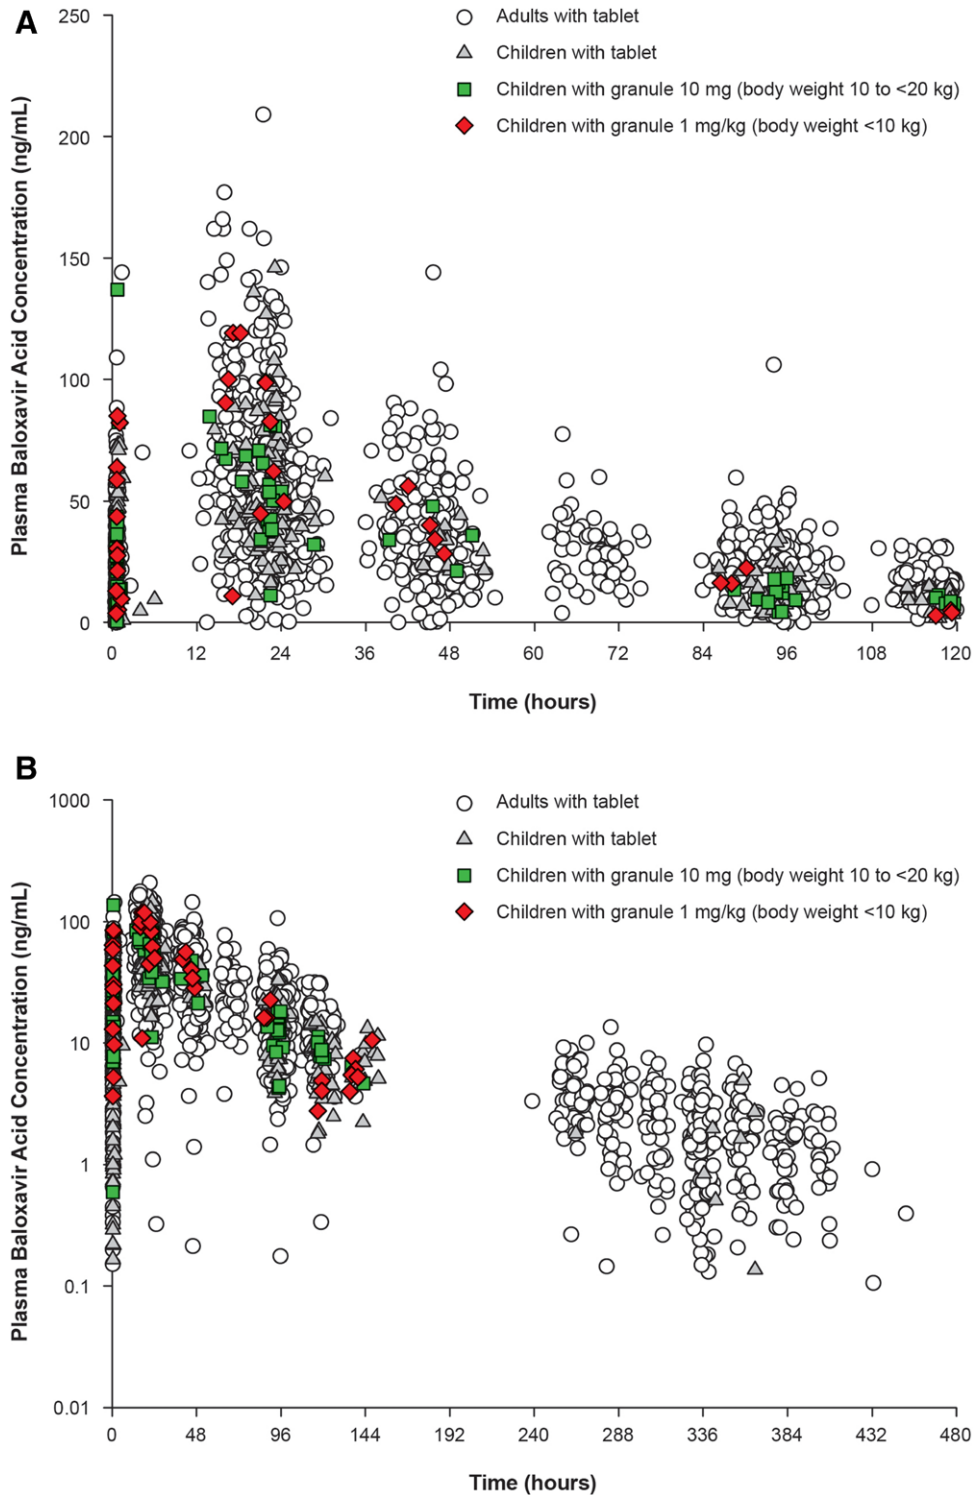 A
250
200
150
100
50
0
Plasma Baloxavir Acid Concentration (ng/mL)
Adults with tablet
Children with tablet
Children with granule 10 mg (body weight 10 to <20 kg)
Children with granule 1 mg/kg (body weight <10 kg)
0 12 24 36 48 60 72 84 96 108 120
Time (hours)
B
1000
100
10
1
0.1
0.01
Plasma Baloxavir Acid Concentration (ng/mL)
Adults with tablet
Children with tablet
Children with granule 10 mg (body weight 10 to <20 kg)
Children with granule 1 mg/kg (body weight <10 kg)
0 48 96 144 192 240 288 336 384 432 480
Time (hours)